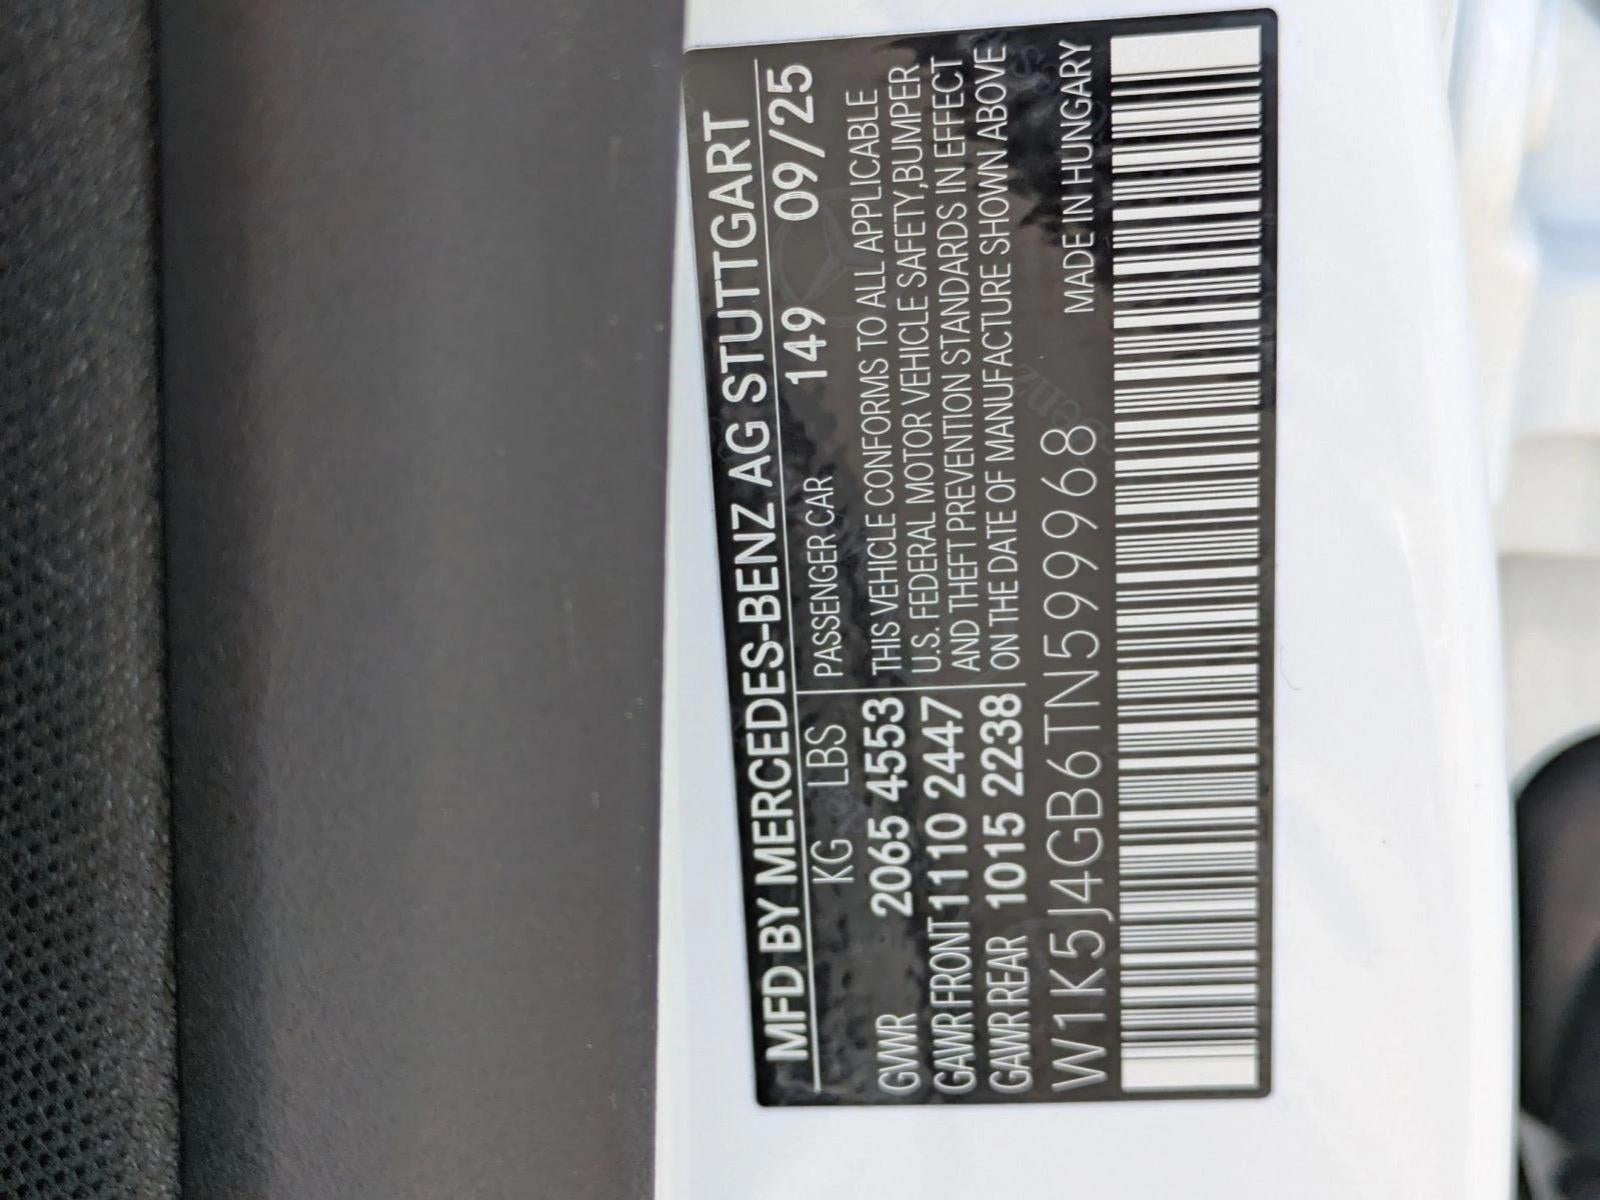 MFD BY MERCEDES-BENZ AG STUTTGART
KG LBS PASSENGER CAR 149 09/25
GVWR 2065 4553 THIS VEHICLE CONFORMS TO ALL APPLICABLE
GAWR FRONT 1110 2447 U.S. FEDERAL MOTOR VEHICLE SAFETY,BUMPER
GAWR REAR 1015 2238 AND THEFT PREVENTION STANDARDS IN EFFECT
ON THE DATE OF MANUFACTURE SHOWN ABOVE
W1K5J4GB6TN599968 MADE IN HUNGARY